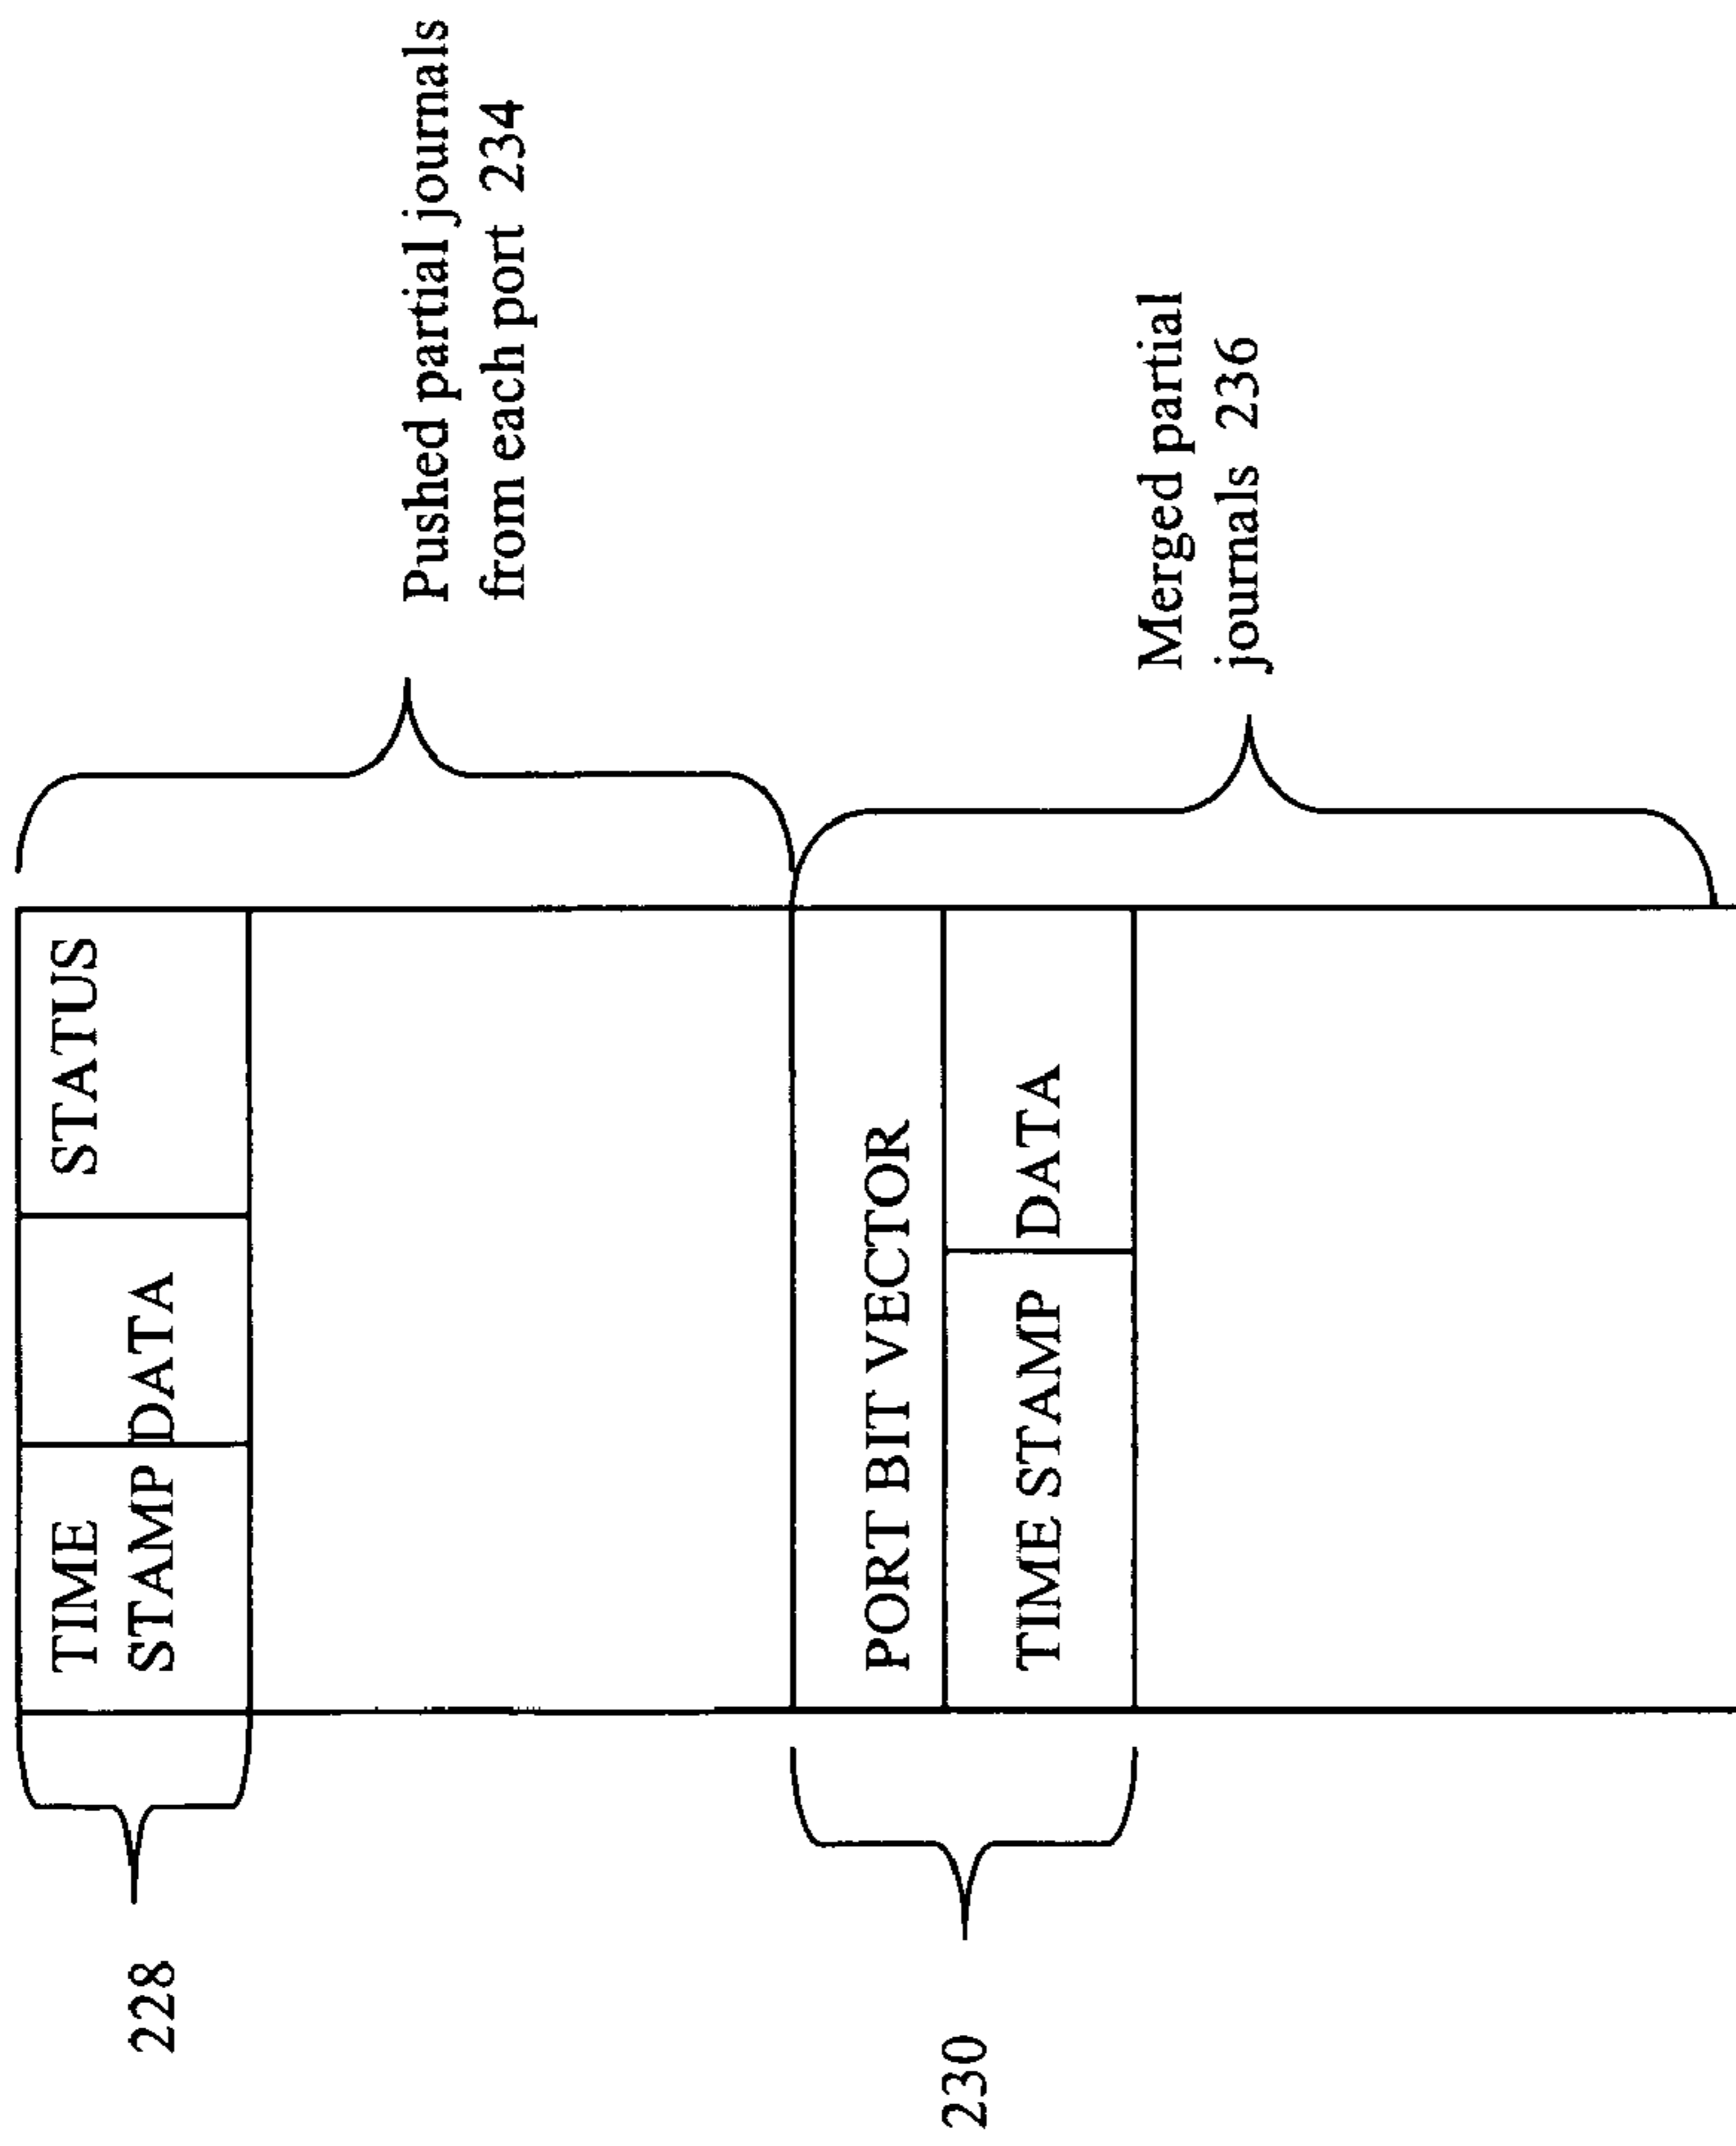 228
TIME
STAMP
DATA
STATUS
Pushed partial journals
from each port 234
230
PORT BIT VECTOR
TIME STAMP
DATA
Merged partial
journals 236